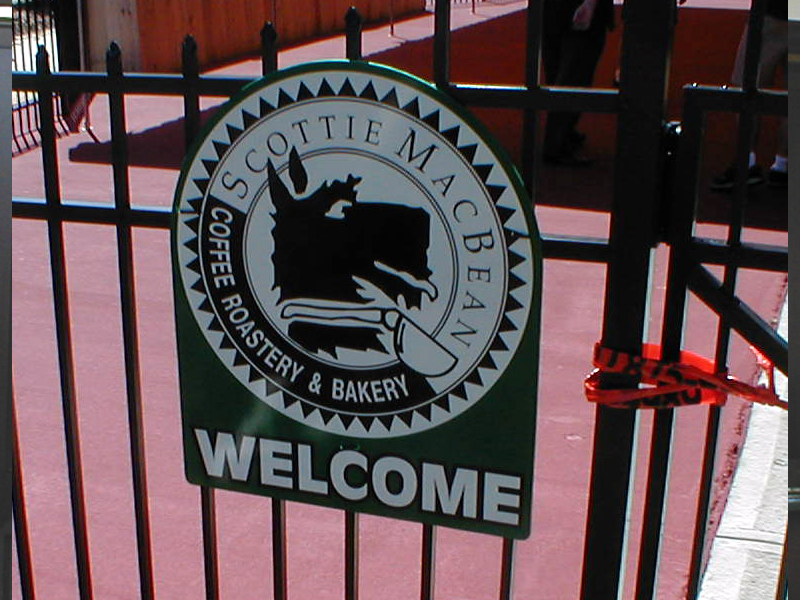 SCOTTIE MACBEAN
COFFEE ROASTERY & BAKERY
WELCOME